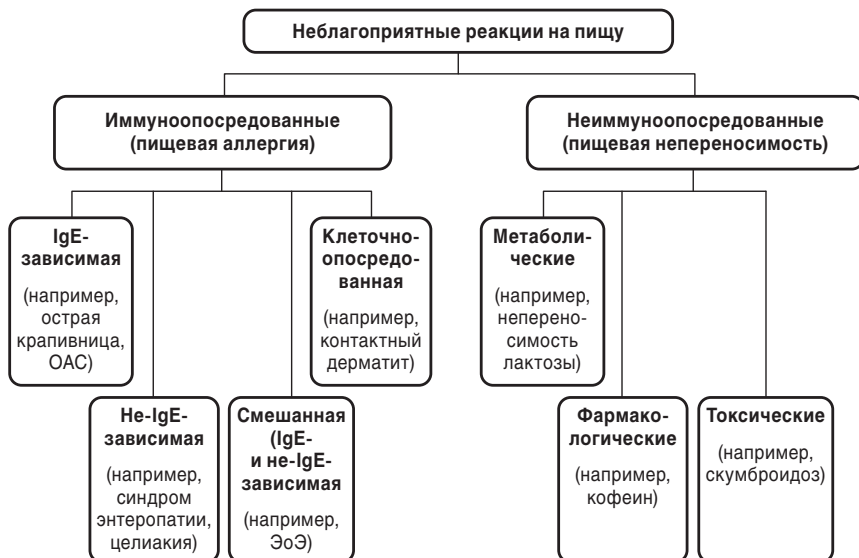 Неблагоприятные реакции на пищу
Иммуноопосредованные
(пищевая аллергия)
Неиммуноопосредованные
(пищевая непереносимость)
IgE-
зависимая
(например,
острая
крапивница,
ОАС)
Клеточно-
опосредо-
ванная
(например,
контактный
дерматит)
Метаболи-
ческие
(например,
неперено-
симость
лактозы)
Не-IgE-
зависимая
(например,
синдром
энтеропатии,
целиакия)
Смешанная
(IgE-
и не-IgE-
зависимая
(например,
ЭоЭ)
Фармако-
логические
(например,
кофеин)
Токсические
(например,
скумброидоз)